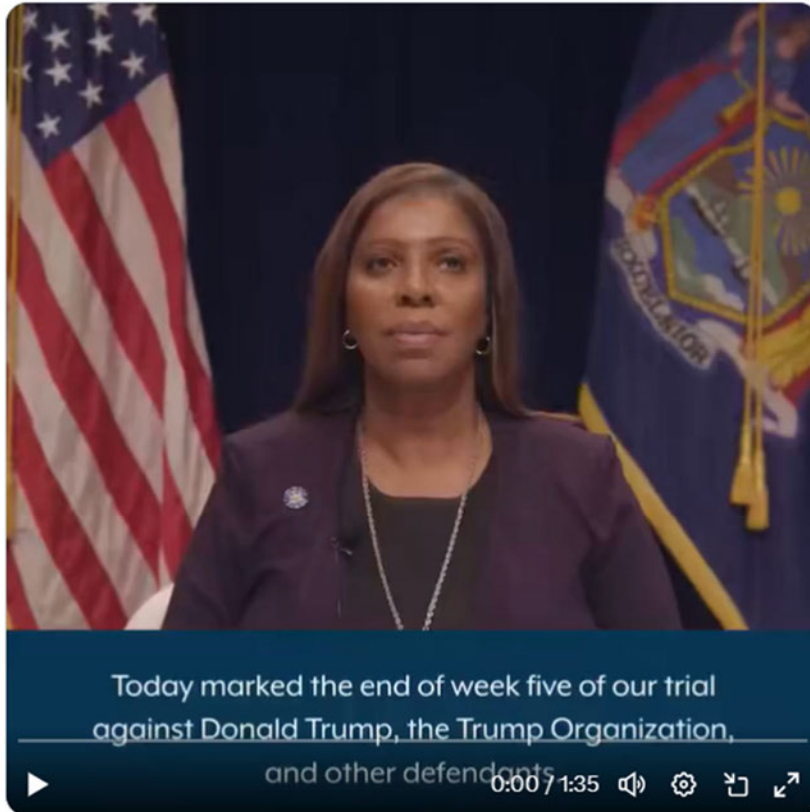 EXCELSIOR
Today marked the end of week five of our trial
against Donald Trump, the Trump Organization,
and other defendants.
0:00 / 1:35